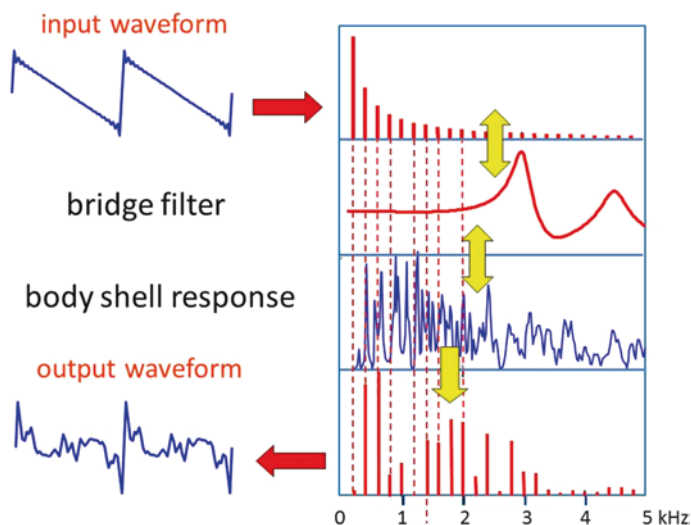 input waveform
bridge filter
body shell response
output waveform
0 1 2 3 4 5 kHz